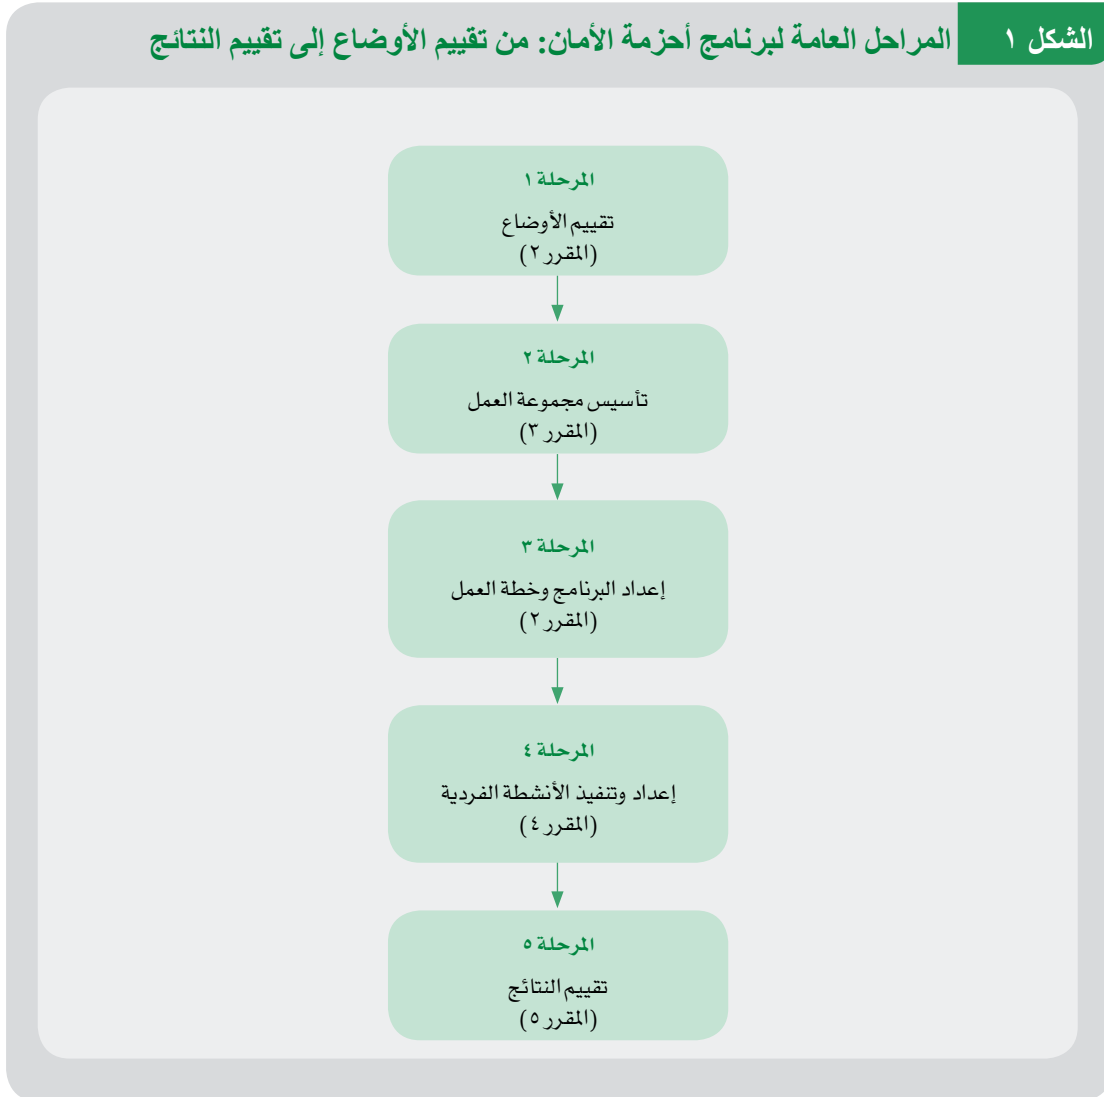 الشكل ١ المراحل العامة لبرنامج أحزمة الأمان: من تقييم الأوضاع إلى تقييم النتائج
المرحلة ١
تقييم الأوضاع
(المقرر ٢)
المرحلة ٢
تأسيس مجموعة العمل
(المقرر ٣)
المرحلة ٣
إعداد البرنامج وخطة العمل
(المقرر ٢)
المرحلة ٤
إعداد وتنفيذ الأنشطة الفردية
(المقرر ٤)
المرحلة ٥
تقييم النتائج
(المقرر ٥)